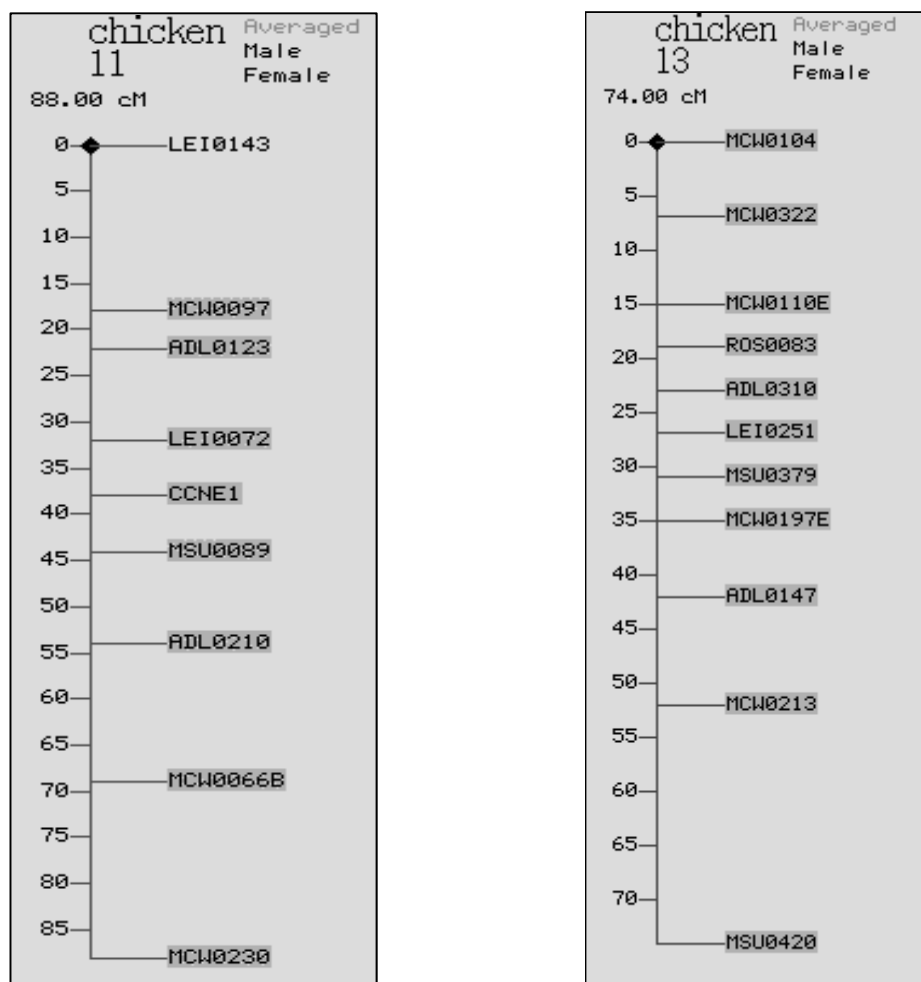 chicken Averaged
11 Male
Female
88.00 cM
0 LEI0143
5
10
15
MCW0097
20
ADL0123
25
30
LEI0072
35
CCNE1
40
MSU0089
45
50
ADL0210
55
60
65
MCW0066B
70
75
80
85
MCW0230
chicken Averaged
13 Male
Female
74.00 cM
0 MCW0104
5
MCW0322
10
15 MCW0110E
ROS0083
20
ADL0310
25
LEI0251
30
MSU0379
35 MCW0197E
40
ADL0147
45
50
MCW0213
55
60
65
70
MSU0420